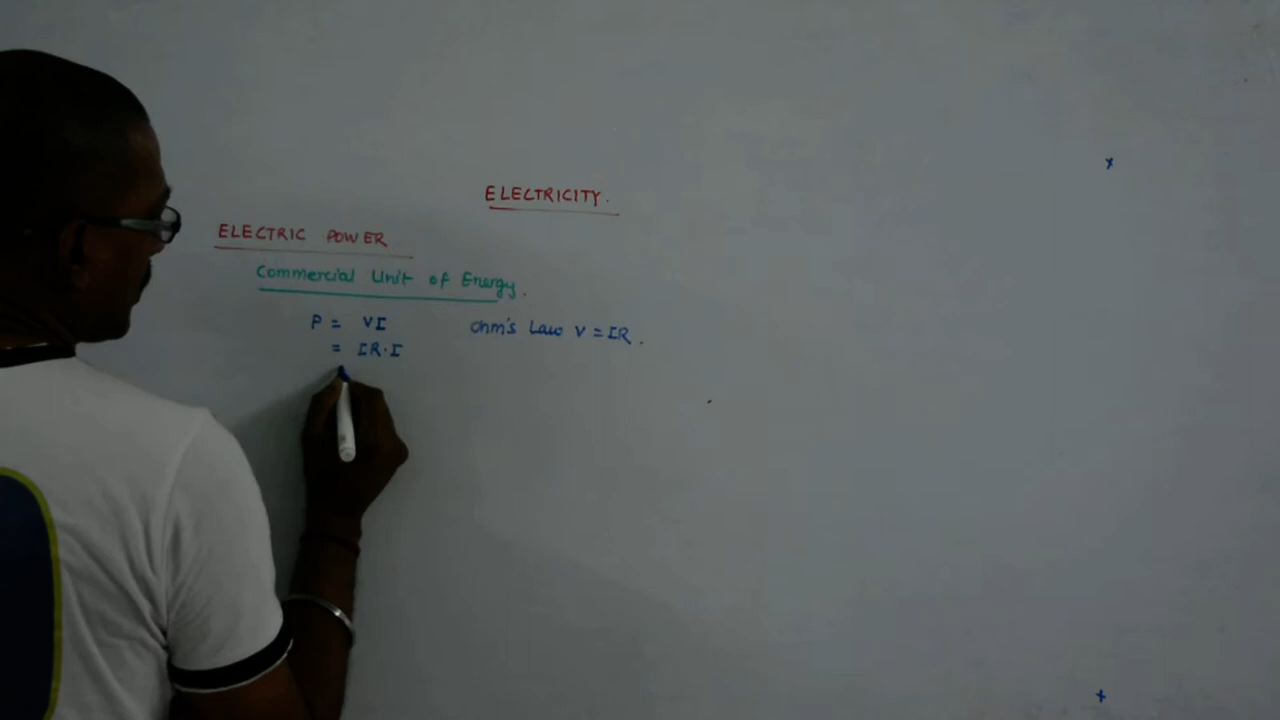 ELECTRICITY.
ELECTRIC POWER
Commercial Unit of Energy.
P = VI Ohm's Law V = IR.
= IR·I